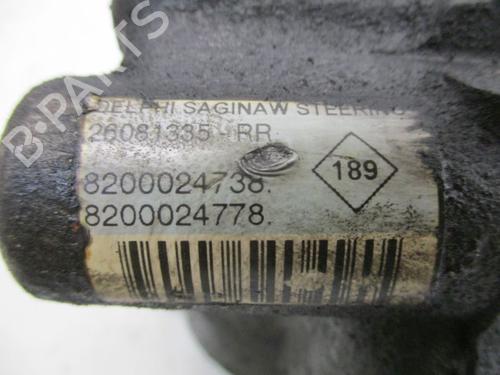 DELPHI SAGINAW STEERING
26081335 - RR
189
8200024738.
8200024778.
B-PARTS